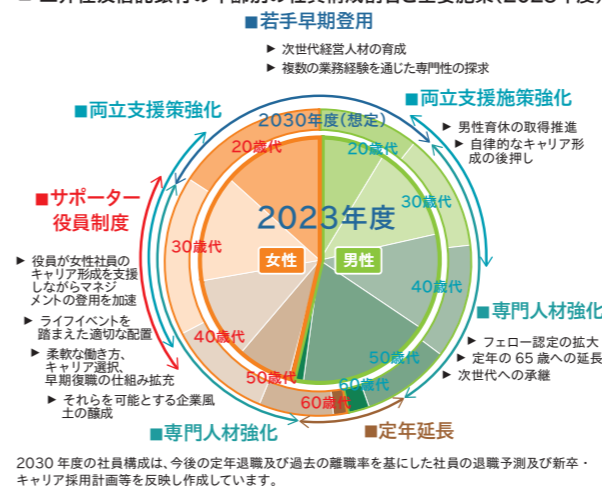 ■若手早期登用
▶ 次世代経営人材の育成
▶ 複数の業務経験を通じた専門性の探求
■両立支援策強化
■両立支援施策強化
▶ 男性育休の取得推進
▶ 自律的なキャリア形
成の後押し
2030年度(想定)
20歳代
20歳代
■サポーター
役員制度
30歳代
2023年度
30歳代
女性
男性
▶ 役員が女性社員の
キャリア形成を支援
しながらマネジ
メントの登用を加速
▶ ライフイベントを
踏まえた適切な配置
▶ 柔軟な働き方、
キャリア選択、
早期復職の仕組み拡充
▶ それらを可能とする企業風
土の醸成
40歳代
40歳代
■専門人材強化
▶ フェロー認定の拡大
▶ 定年の 65 歳への延長
▶ 次世代への承継
50歳代
50歳代
60歳代
60歳代
■専門人材強化
■定年延長
2030 年度の社員構成は、今後の定年退職及び過去の離職率を基にした社員の退職予測及び新卒・
キャリア採用計画等を反映し作成しています。